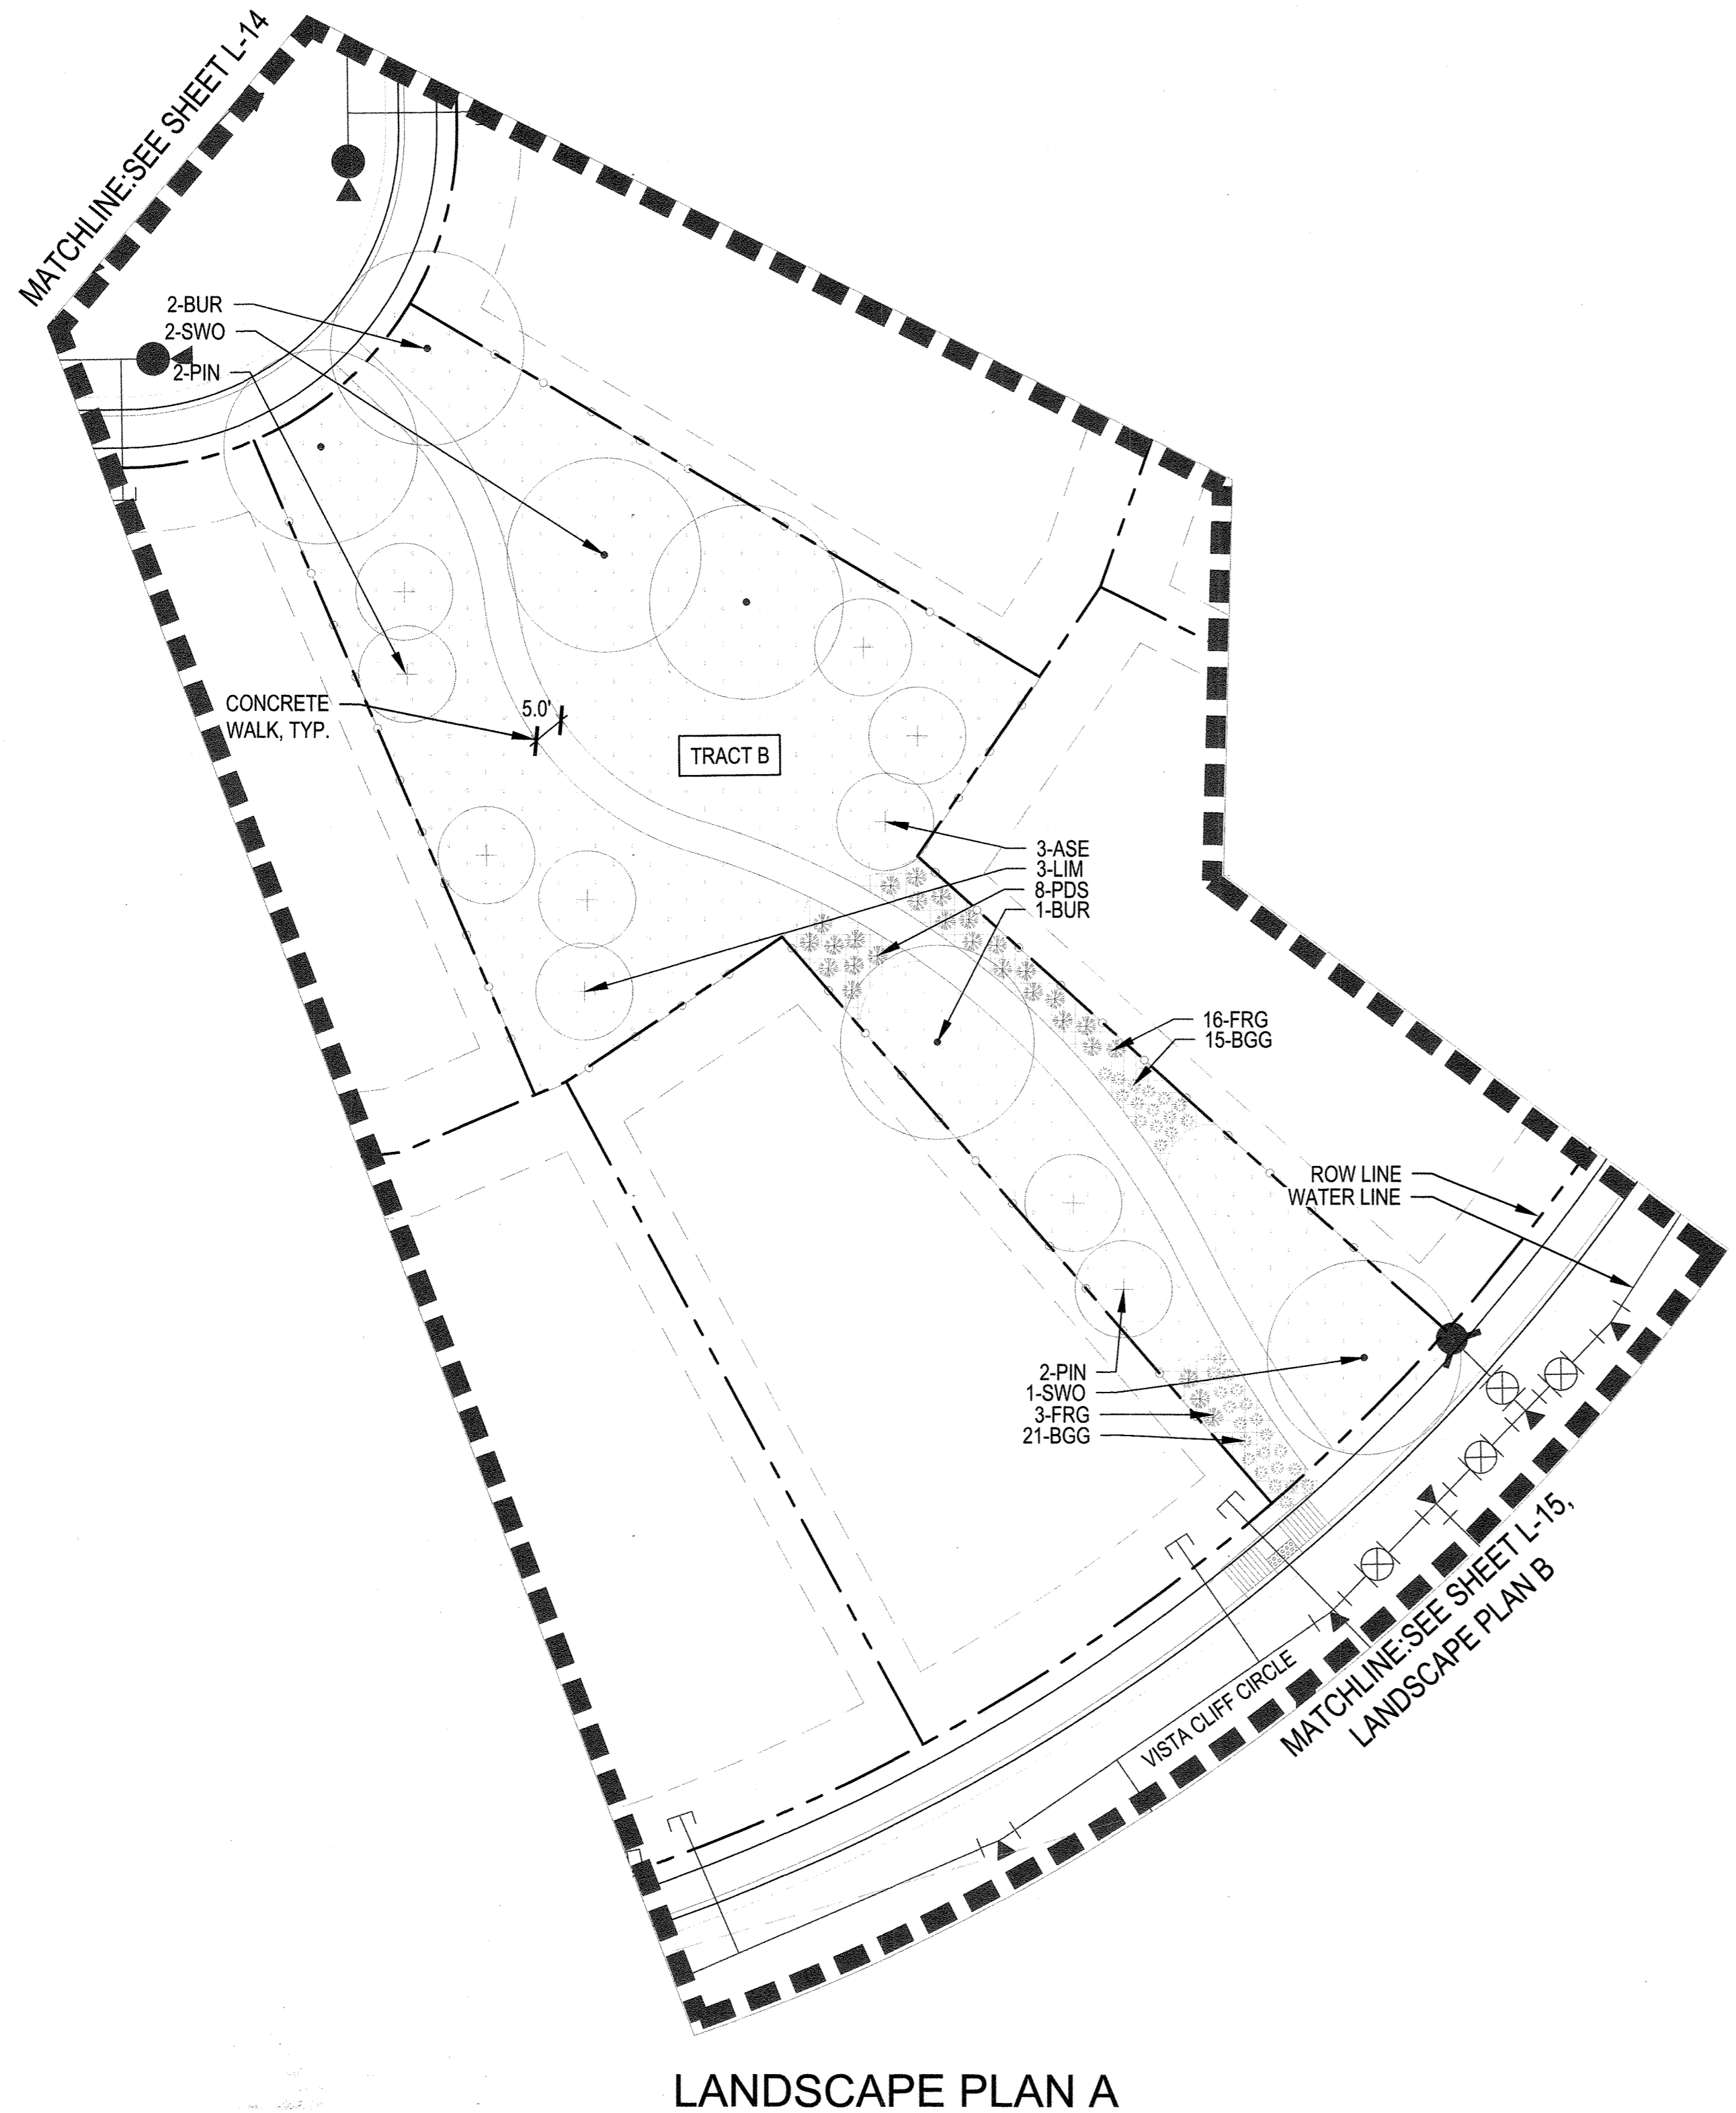 MATCHLINE:SEE SHEET L-14
2-BUR
2-SWO
2-PIN
CONCRETE
WALK, TYP.
5.0'
TRACT B
3-ASE
3-LIM
8-PDS
1-BUR
16-FRG
15-BGG
ROW LINE
WATER LINE
2-PIN
1-SWO
3-FRG
21-BGG
MATCHLINE:SEE SHEET L-15,
LANDSCAPE PLAN B
VISTA CLIFF CIRCLE
LANDSCAPE PLAN A